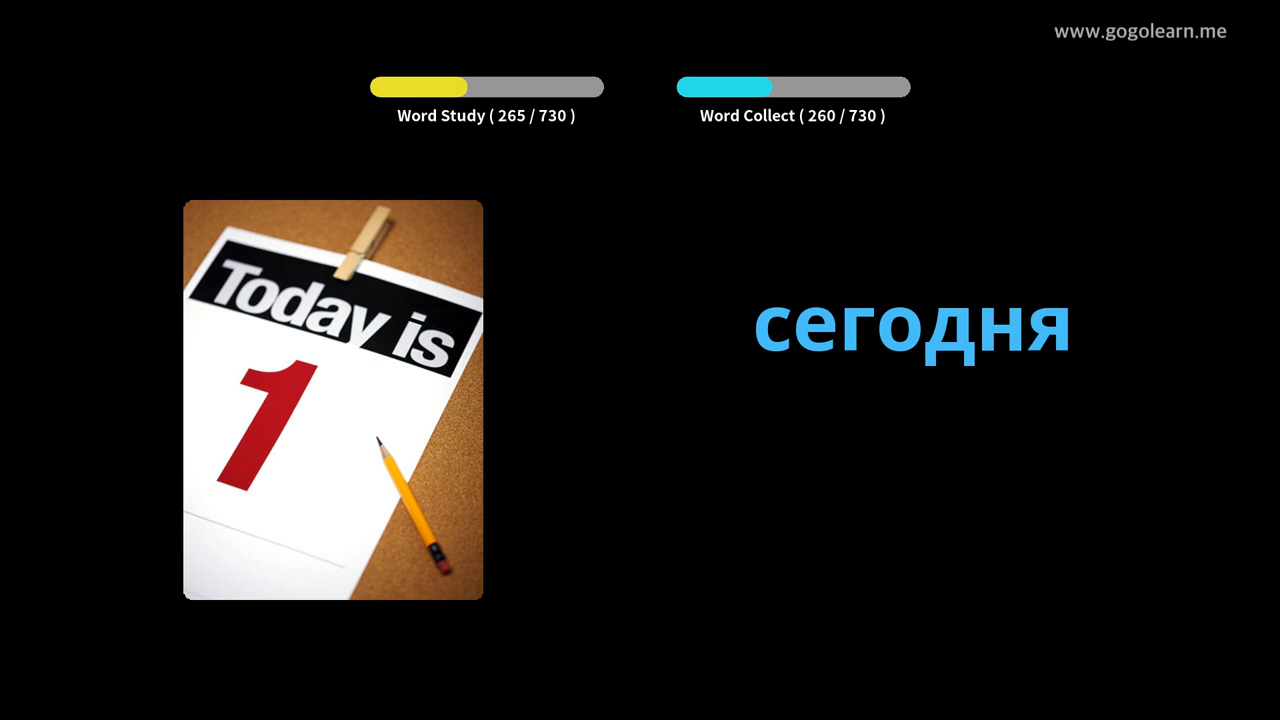 www.gogolearn.me
Word Study ( 265 / 730 )
Word Collect ( 260 / 730 )
Today is
1
сегодня